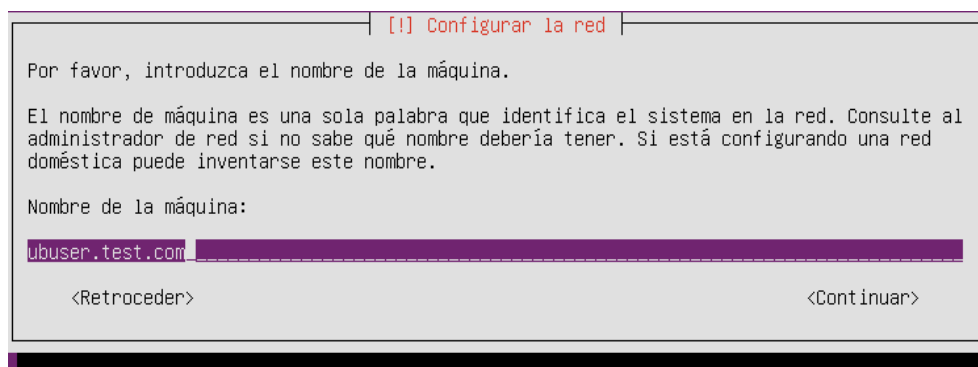 [!] Configurar la red
Por favor, introduzca el nombre de la máquina.
El nombre de máquina es una sola palabra que identifica el sistema en la red. Consulte al
administrador de red si no sabe qué nombre debería tener. Si está configurando una red
doméstica puede inventarse este nombre.
Nombre de la máquina:
ubuser.test.com
<Retroceder> <Continuar>